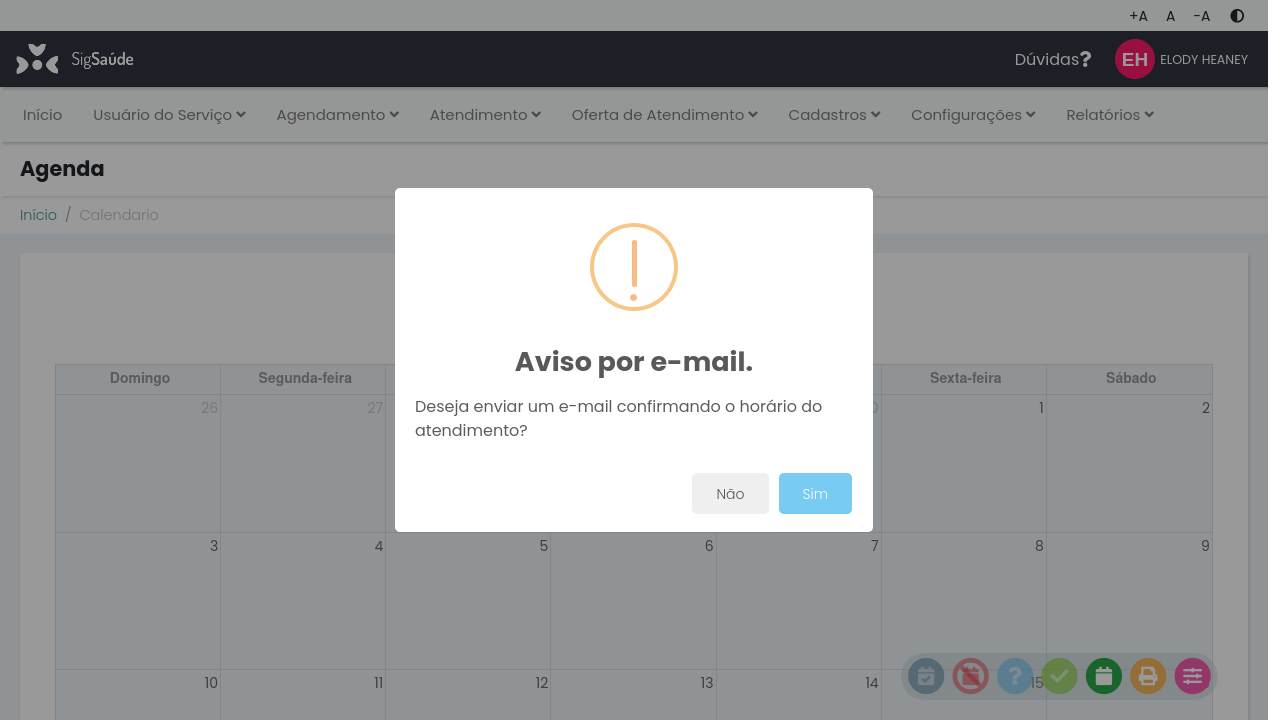 +A A -A
SigSaúde Dúvidas? EH ELODY HEANEY
Início Usuário do Serviço Agendamento Atendimento Oferta de Atendimento Cadastros Configurações Relatórios
Agenda
Início / Calendario
Aviso por e-mail.
Deseja enviar um e-mail confirmando o horário do
atendimento?
Não Sim
Domingo Segunda-feira Sexta-feira Sábado
26 27 1 2
3 4 5 6 7 8 9
10 11 12 13 14 15